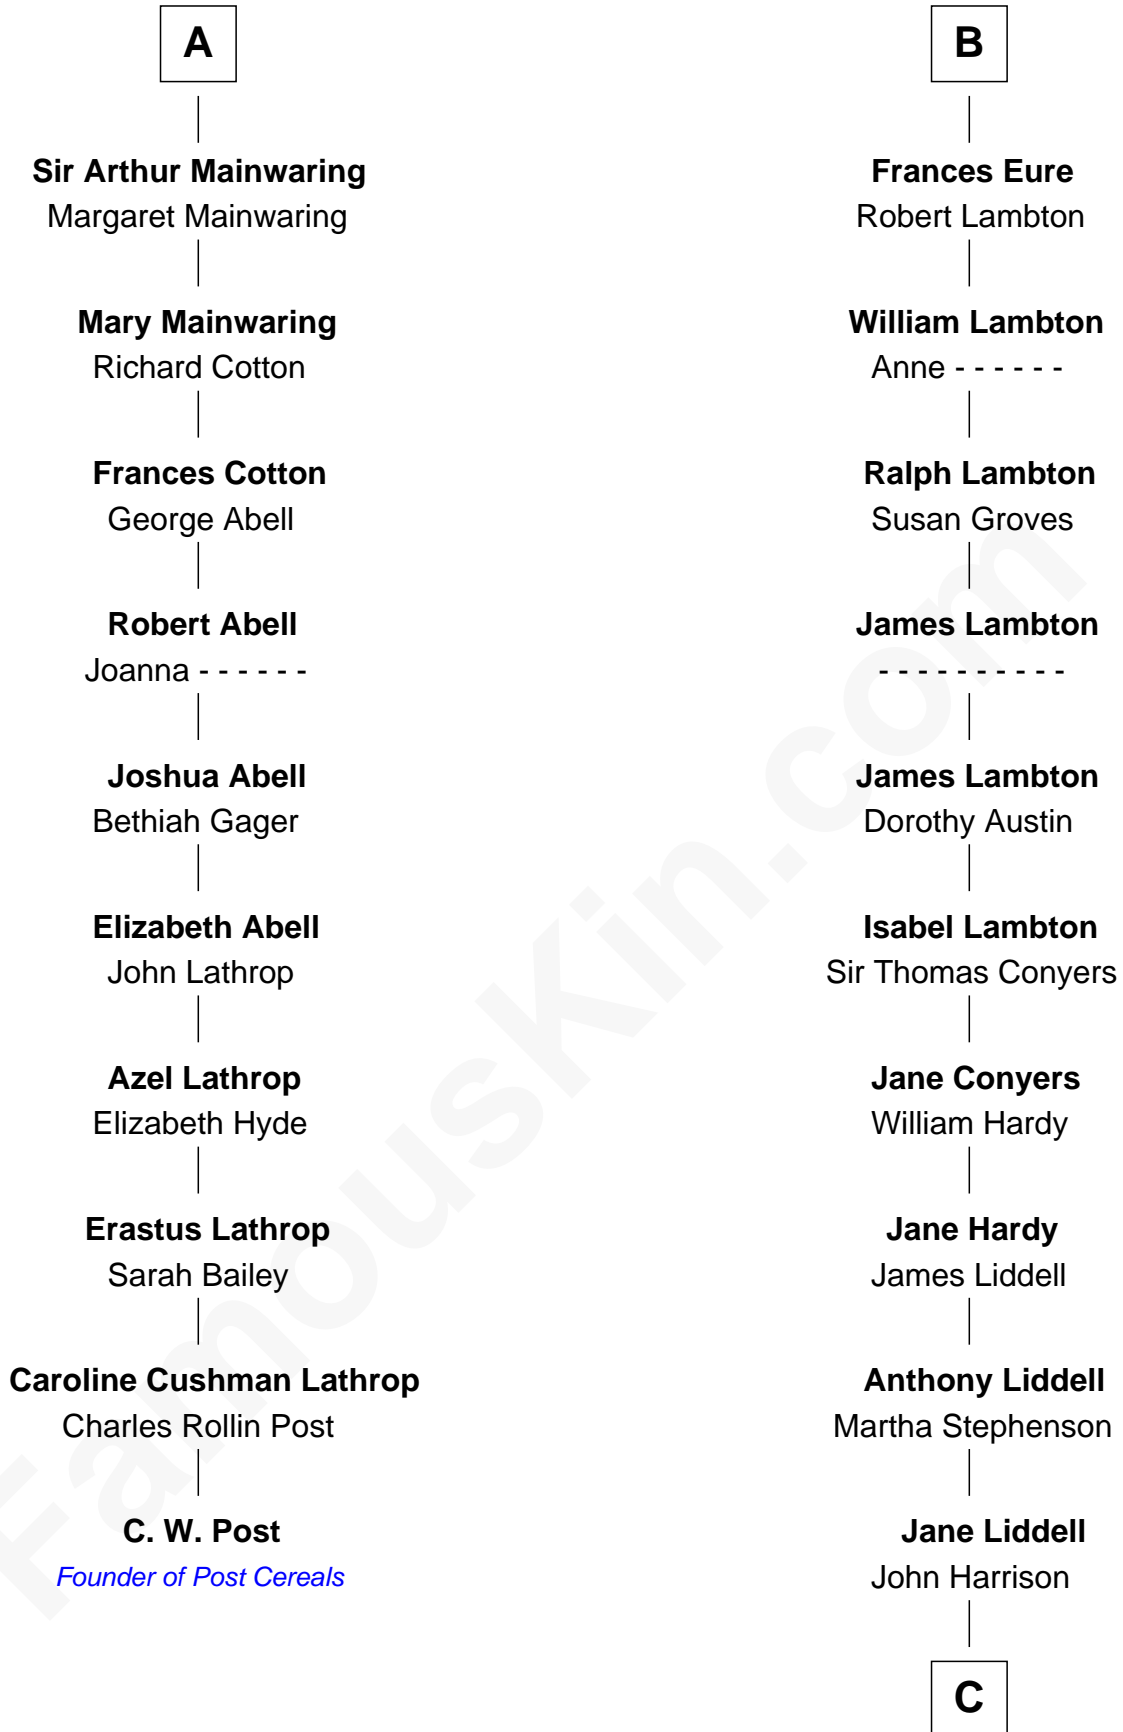 A
Sir Arthur Mainwaring
Margaret Mainwaring
Mary Mainwaring
Richard Cotton
Frances Cotton
George Abell
Robert Abell
Joanna - - - - - -
Joshua Abell
Bethiah Gager
Elizabeth Abell
John Lathrop
Azel Lathrop
Elizabeth Hyde
Erastus Lathrop
Sarah Bailey
Caroline Cushman Lathrop
Charles Rollin Post
C. W. Post
Founder of Post Cereals
B
Frances Eure
Robert Lambton
William Lambton
Anne - - - - - -
Ralph Lambton
Susan Groves
James Lambton
- - - - - - - - - -
James Lambton
Dorothy Austin
Isabel Lambton
Sir Thomas Conyers
Jane Conyers
William Hardy
Jane Hardy
James Liddell
Anthony Liddell
Martha Stephenson
Jane Liddell
John Harrison
C
FamousKin.com